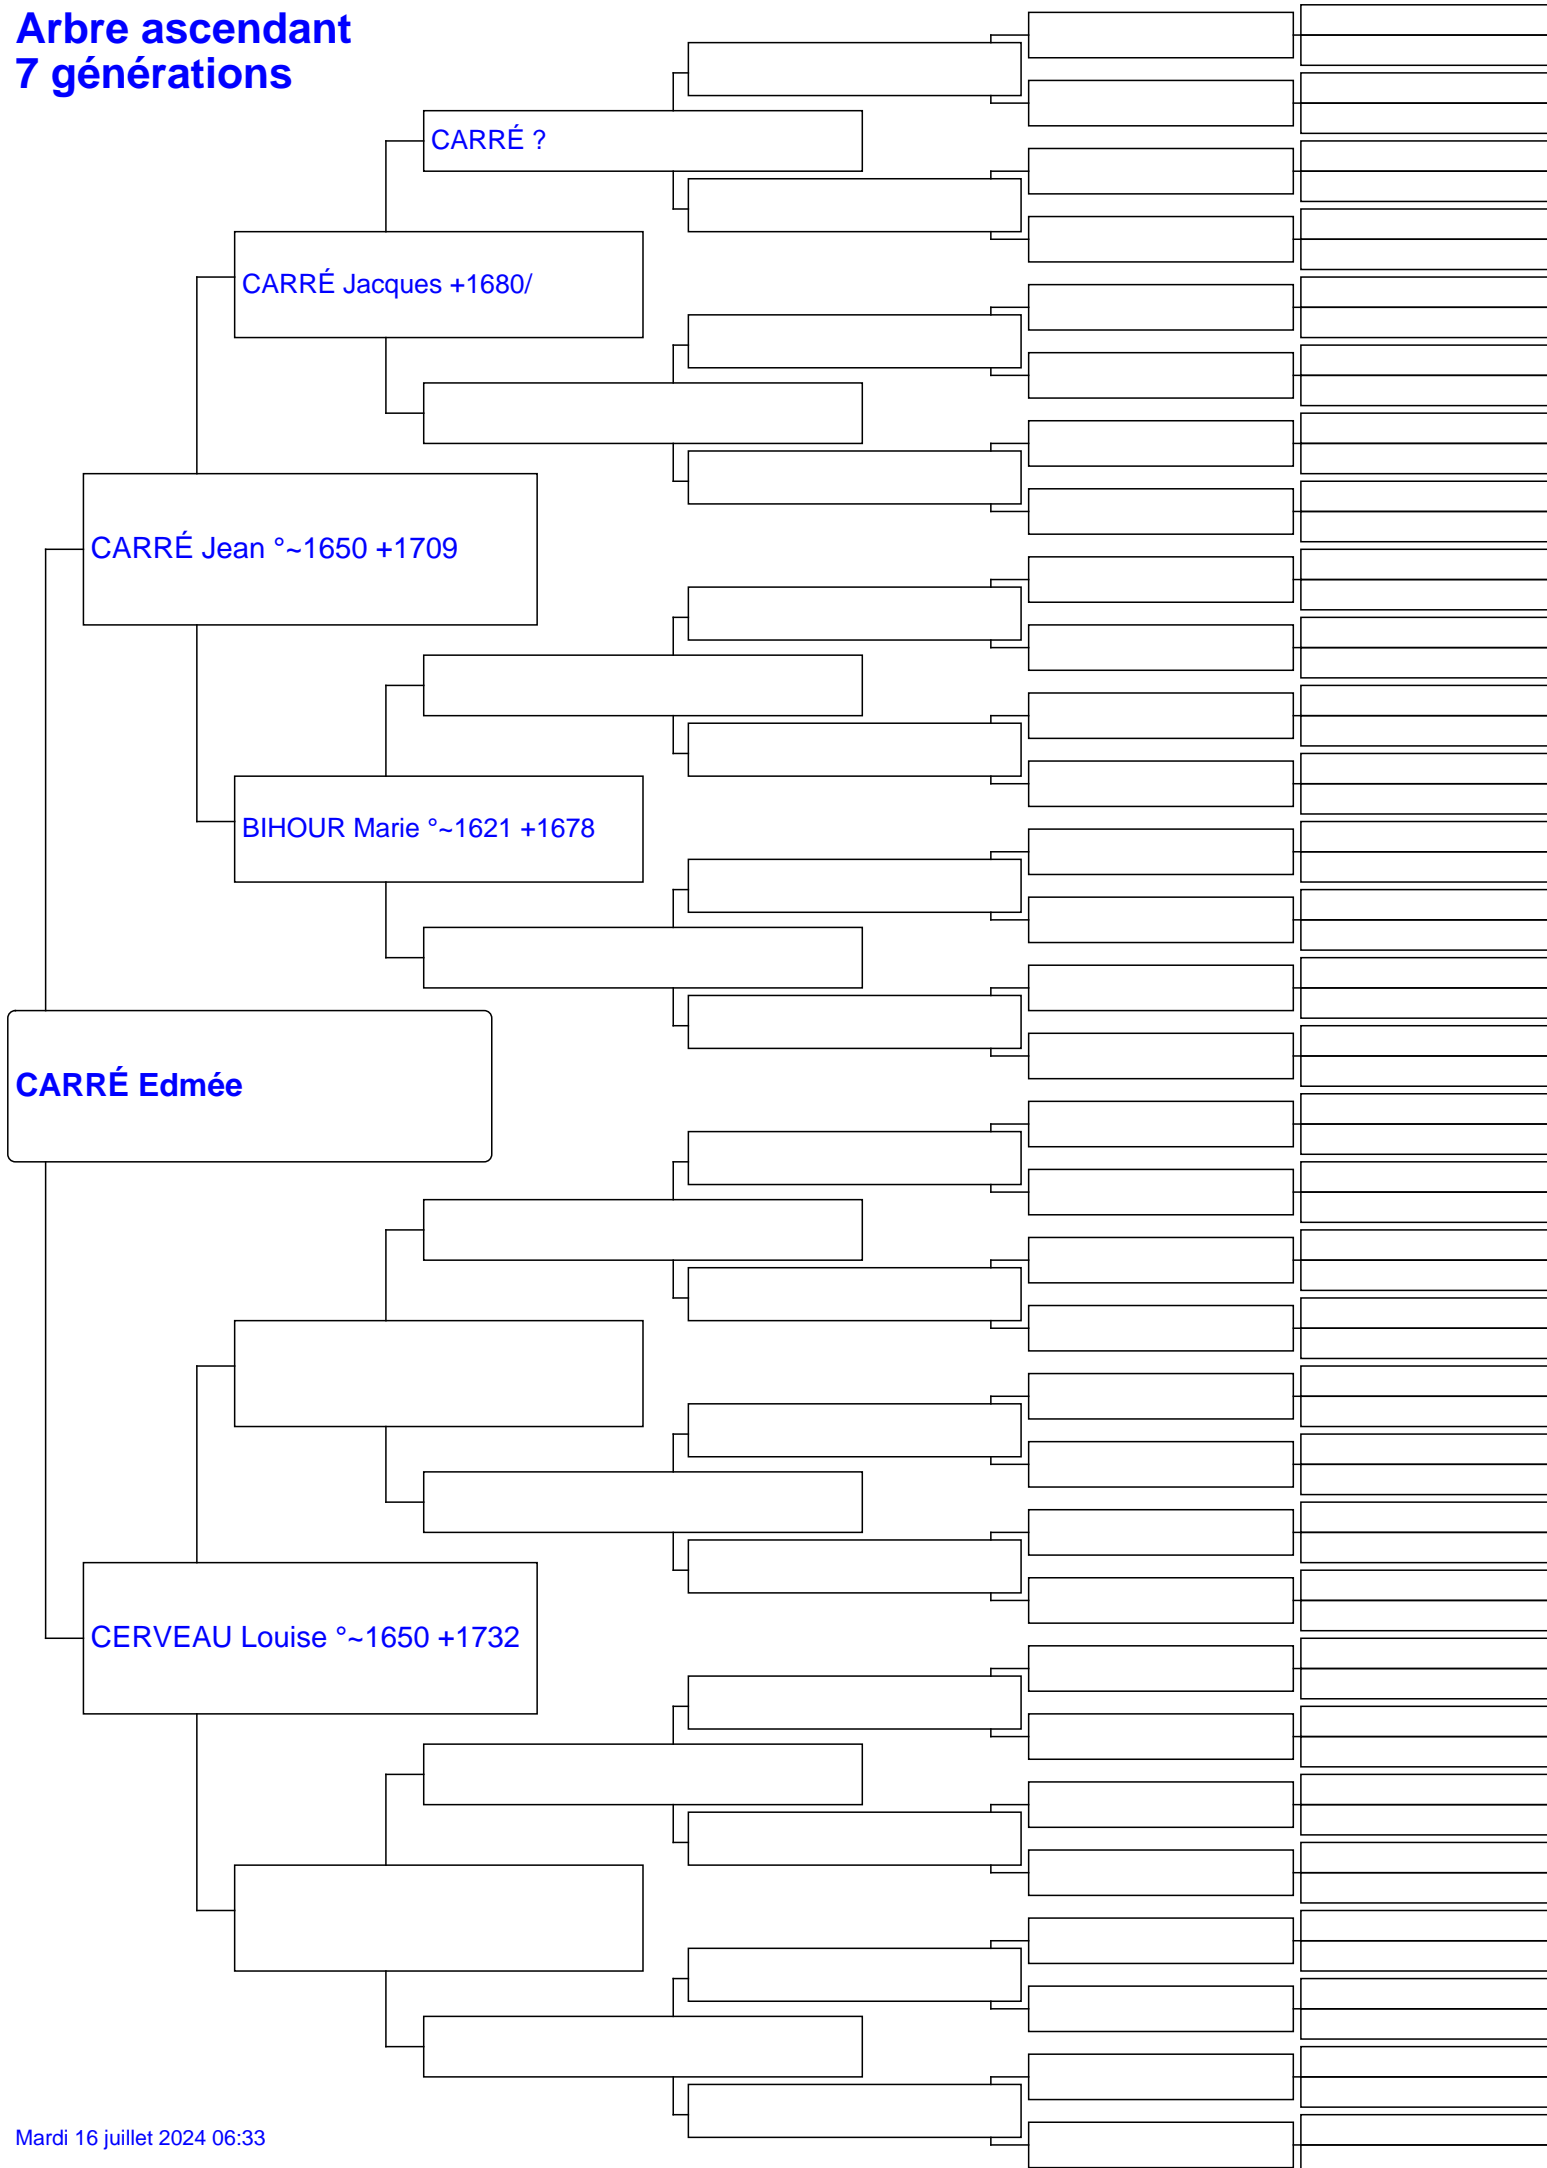 Arbre ascendant
7 générations
CARRÉ ?
CARRÉ Jacques +1680/
CARRÉ Jean °~1650 +1709
BIHOUR Marie °~1621 +1678
CARRÉ Edmée
CERVEAU Louise °~1650 +1732
Mardi 16 juillet 2024 06:33